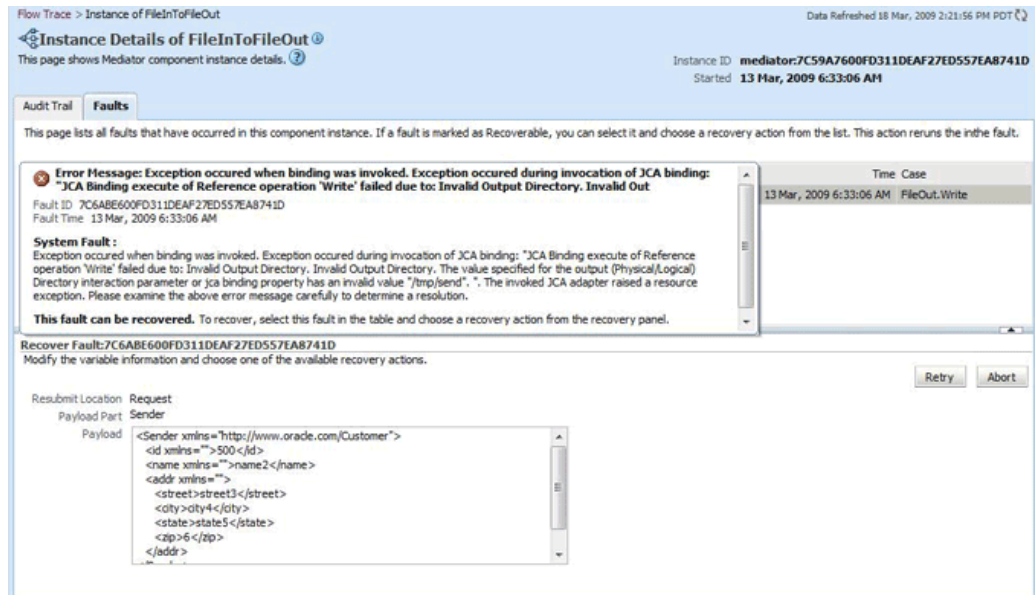 Flow Trace > Instance of FileInToFileOut
Data Refreshed 18 Mar, 2009 2:21:56 PM PDT
Instance Details of FileInToFileOut
This page shows Mediator component instance details.
Instance ID mediator:7C59A7600FD311DEAF27ED557EA8741D
Started 13 Mar, 2009 6:33:06 AM
Audit Trail Faults
This page lists all faults that have occurred in this component instance. If a fault is marked as Recoverable, you can select it and choose a recovery action from the list. This action reruns the inthe fault.
Error Message: Exception occured when binding was invoked. Exception occured during invocation of JCA binding:
"JCA Binding execute of Reference operation 'Write' failed due to: Invalid Output Directory. Invalid Out
Fault ID 7C6ABE600FD311DEAF27ED557EA8741D
Fault Time 13 Mar, 2009 6:33:06 AM
Time Case
13 Mar, 2009 6:33:06 AM FileOut.Write
System Fault :
Exception occured when binding was invoked. Exception occured during invocation of JCA binding: "JCA Binding execute of Reference
operation 'Write' failed due to: Invalid Output Directory. Invalid Output Directory. The value specified for the output (Physical/Logical)
Directory interaction parameter or jca binding property has an invalid value "/tmp/send". ". The invoked JCA adapter raised a resource
exception. Please examine the above error message carefully to determine a resolution.
This fault can be recovered. To recover, select this fault in the table and choose a recovery action from the recovery panel.
Recover Fault:7C6ABE600FD311DEAF27ED557EA8741D
Modify the variable information and choose one of the available recovery actions.
Retry Abort
Resubmit Location Request
Payload Part Sender
Payload <Sender xmlns="http://www.oracle.com/Customer">
<id xmlns="">500</id>
<name xmlns="">name2</name>
<addr xmlns="">
<street>street3</street>
<city>city4</city>
<state>state5</state>
<zip>6</zip>
</addr>